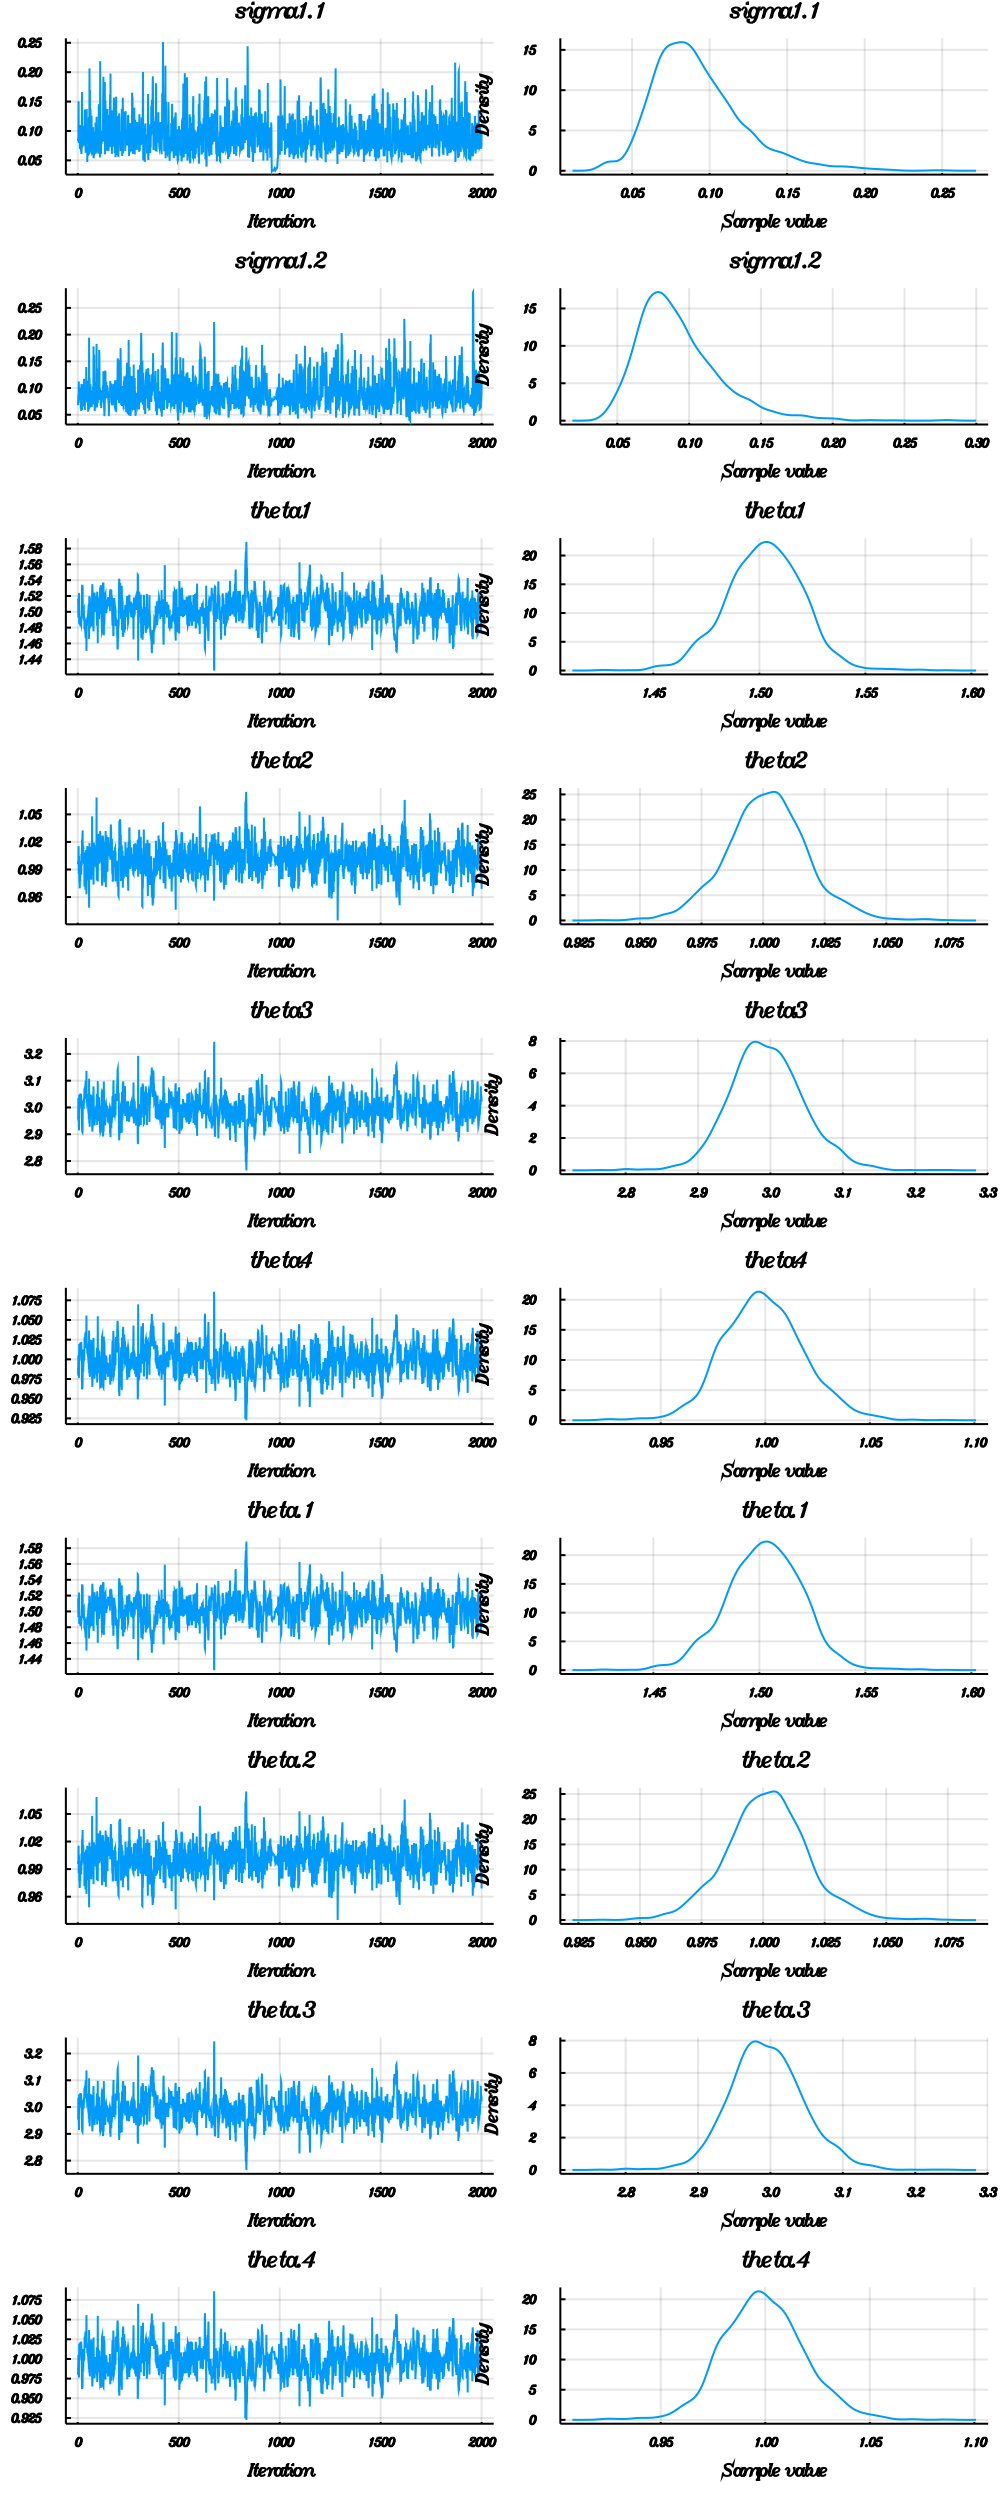 sigma1.1 sigma1.1
0.25 0.20 0.15 0.10 0.05
0 500 1000 1500 2000
Iteration
Density
15 10 5 0
0.05 0.10 0.15 0.20 0.25
Sample value
sigma1.2 sigma1.2
0.25 0.20 0.15 0.10 0.05
0 500 1000 1500 2000
Iteration
Density
15 10 5 0
0.05 0.10 0.15 0.20 0.25 0.30
Sample value
theta1 theta1
1.58 1.56 1.54 1.52 1.50 1.48 1.46 1.44
0 500 1000 1500 2000
Iteration
Density
20 15 10 5 0
1.45 1.50 1.55 1.60
Sample value
theta2 theta2
1.05 1.02 0.99 0.96
0 500 1000 1500 2000
Iteration
Density
25 20 15 10 5 0
0.925 0.950 0.975 1.000 1.025 1.050 1.075
Sample value
theta3 theta3
3.2 3.1 3.0 2.9 2.8
0 500 1000 1500 2000
Iteration
Density
8 6 4 2 0
2.8 2.9 3.0 3.1 3.2 3.3
Sample value
theta4 theta4
1.075 1.050 1.025 1.000 0.975 0.950 0.925
0 500 1000 1500 2000
Iteration
Density
20 15 10 5 0
0.95 1.00 1.05 1.10
Sample value
theta.1 theta.1
1.58 1.56 1.54 1.52 1.50 1.48 1.46 1.44
0 500 1000 1500 2000
Iteration
Density
20 15 10 5 0
1.45 1.50 1.55 1.60
Sample value
theta.2 theta.2
1.05 1.02 0.99 0.96
0 500 1000 1500 2000
Iteration
Density
25 20 15 10 5 0
0.925 0.950 0.975 1.000 1.025 1.050 1.075
Sample value
theta.3 theta.3
3.2 3.1 3.0 2.9 2.8
0 500 1000 1500 2000
Iteration
Density
8 6 4 2 0
2.8 2.9 3.0 3.1 3.2 3.3
Sample value
theta.4 theta.4
1.075 1.050 1.025 1.000 0.975 0.950 0.925
0 500 1000 1500 2000
Iteration
Density
20 15 10 5 0
0.95 1.00 1.05 1.10
Sample value